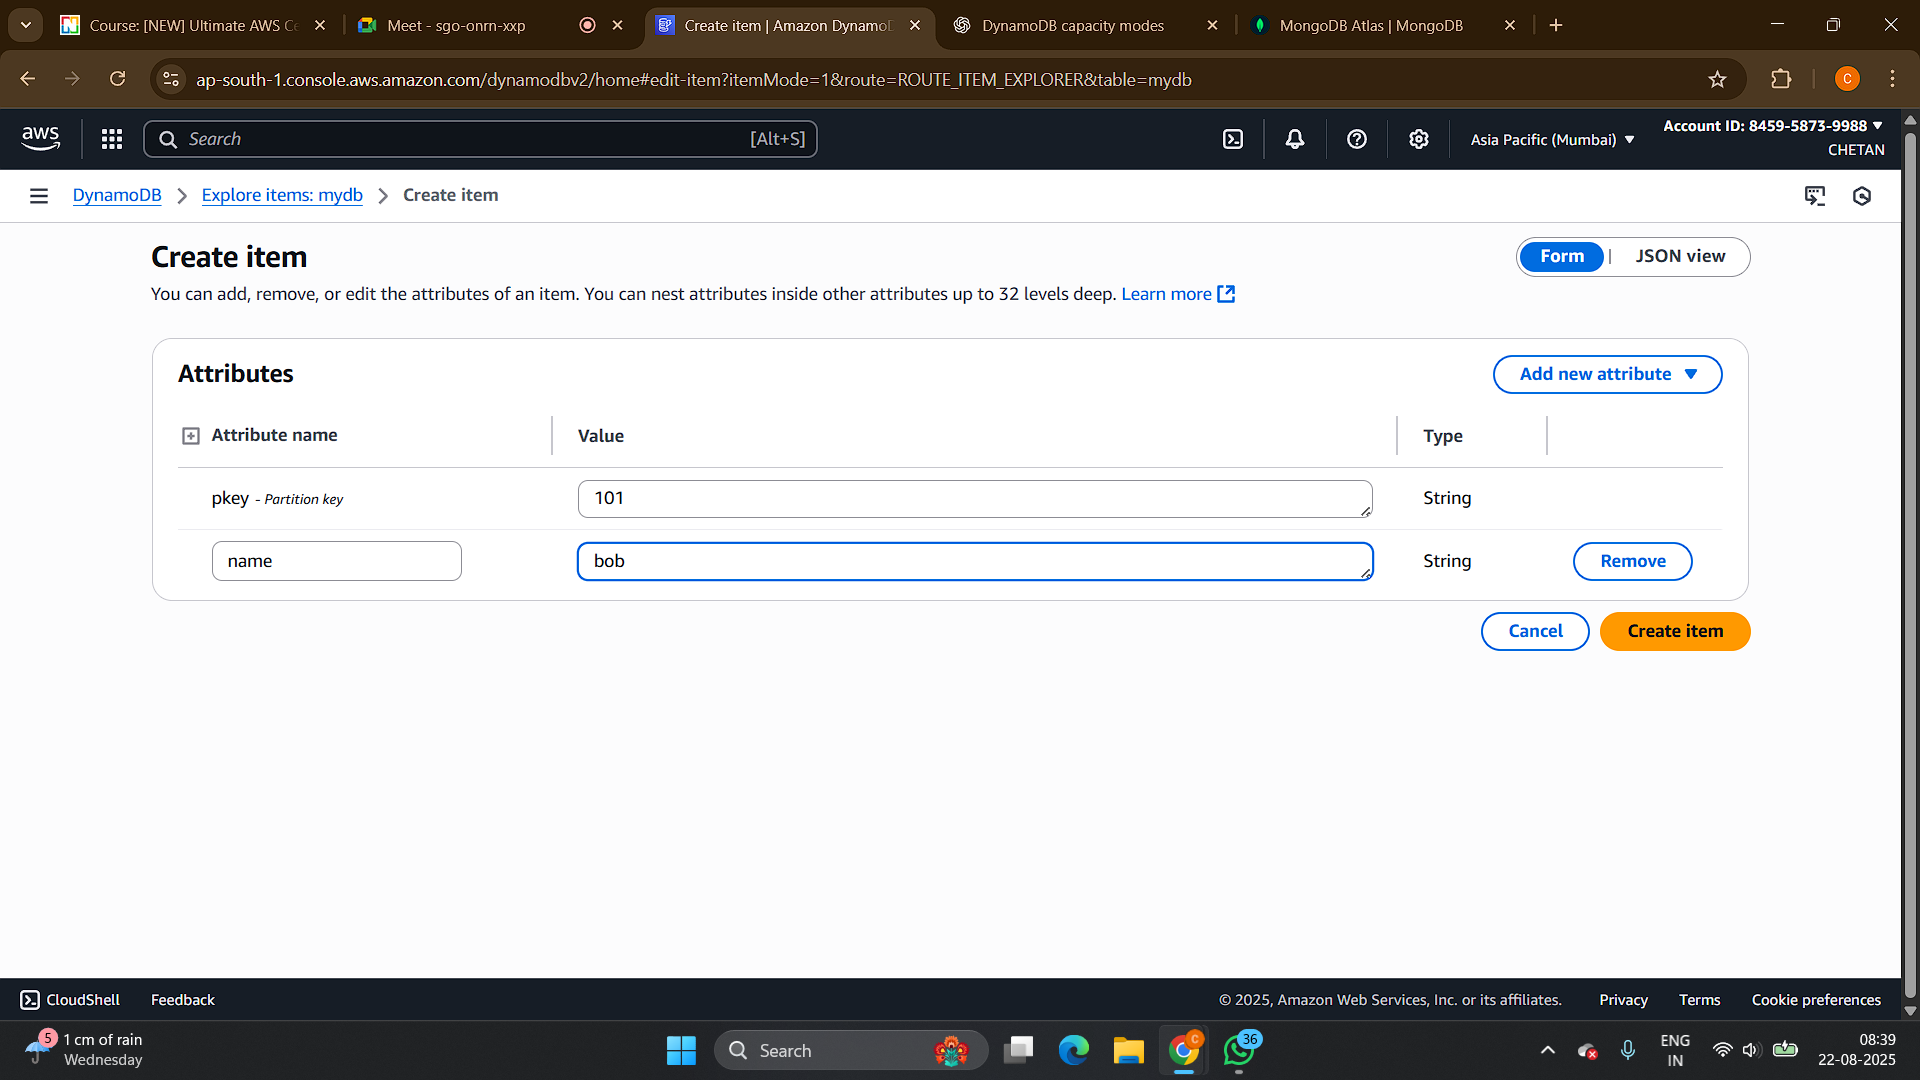 Course: [NEW] Ultimate AWS Ce
Meet - sgo-onrn-xxp
Create item | Amazon Dynamo
DynamoDB capacity modes
MongoDB Atlas | MongoDB
ap-south-1.console.aws.amazon.com/dynamodbv2/home#edit-item?itemMode=1&route=ROUTE_ITEM_EXPLORER&table=mydb
C
aws
Search
[Alt+S]
Asia Pacific (Mumbai)
Account ID: 8459-5873-9988
CHETAN
DynamoDB
Explore items: mydb
Create item
Create item
Form
JSON view
You can add, remove, or edit the attributes of an item. You can nest attributes inside other attributes up to 32 levels deep. Learn more
Attributes
Add new attribute
Attribute name
Value
Type
pkey - Partition key
101
String
name
bob
String
Remove
Cancel
Create item
CloudShell
Feedback
© 2025, Amazon Web Services, Inc. or its affiliates.
Privacy
Terms
Cookie preferences
5
1 cm of rain
Wednesday
Search
C
36
ENG
IN
08:39
22-08-2025